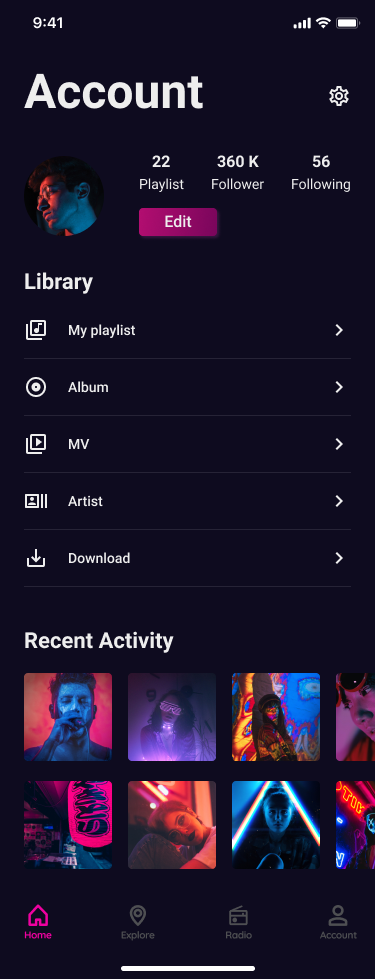 9:41
Account
22 360 K 56
Playlist Follower Following
Edit
Library
My playlist
Album
MV
Artist
Download
Recent Activity
Home Explore Radio Account